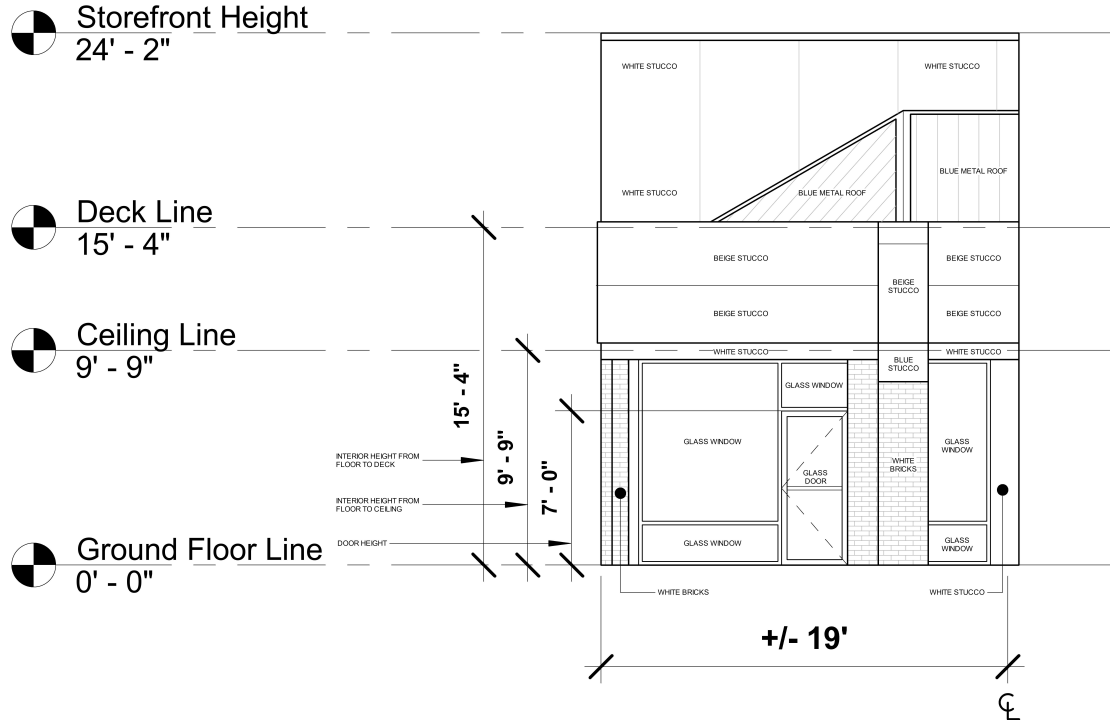 Storefront Height
24' - 2"
WHITE STUCCO
WHITE STUCCO
BLUE METAL ROOF
WHITE STUCCO
BLUE METAL ROOF
Deck Line
15' - 4"
BEIGE STUCCO
BEIGE STUCCO
BEIGE
STUCCO
BEIGE STUCCO
BEIGE STUCCO
Ceiling Line
9' - 9"
WHITE STUCCO
WHITE STUCCO
BLUE
STUCCO
GLASS WINDOW
15' - 4"
9' - 9"
7' - 0"
GLASS WINDOW
GLASS
WINDOW
INTERIOR HEIGHT FROM
FLOOR TO DECK
WHITE
BRICKS
GLASS
DOOR
INTERIOR HEIGHT FROM
FLOOR TO CEILING
DOOR HEIGHT
GLASS WINDOW
GLASS
WINDOW
Ground Floor Line
0' - 0"
WHITE BRICKS
WHITE STUCCO
+/- 19'
CL